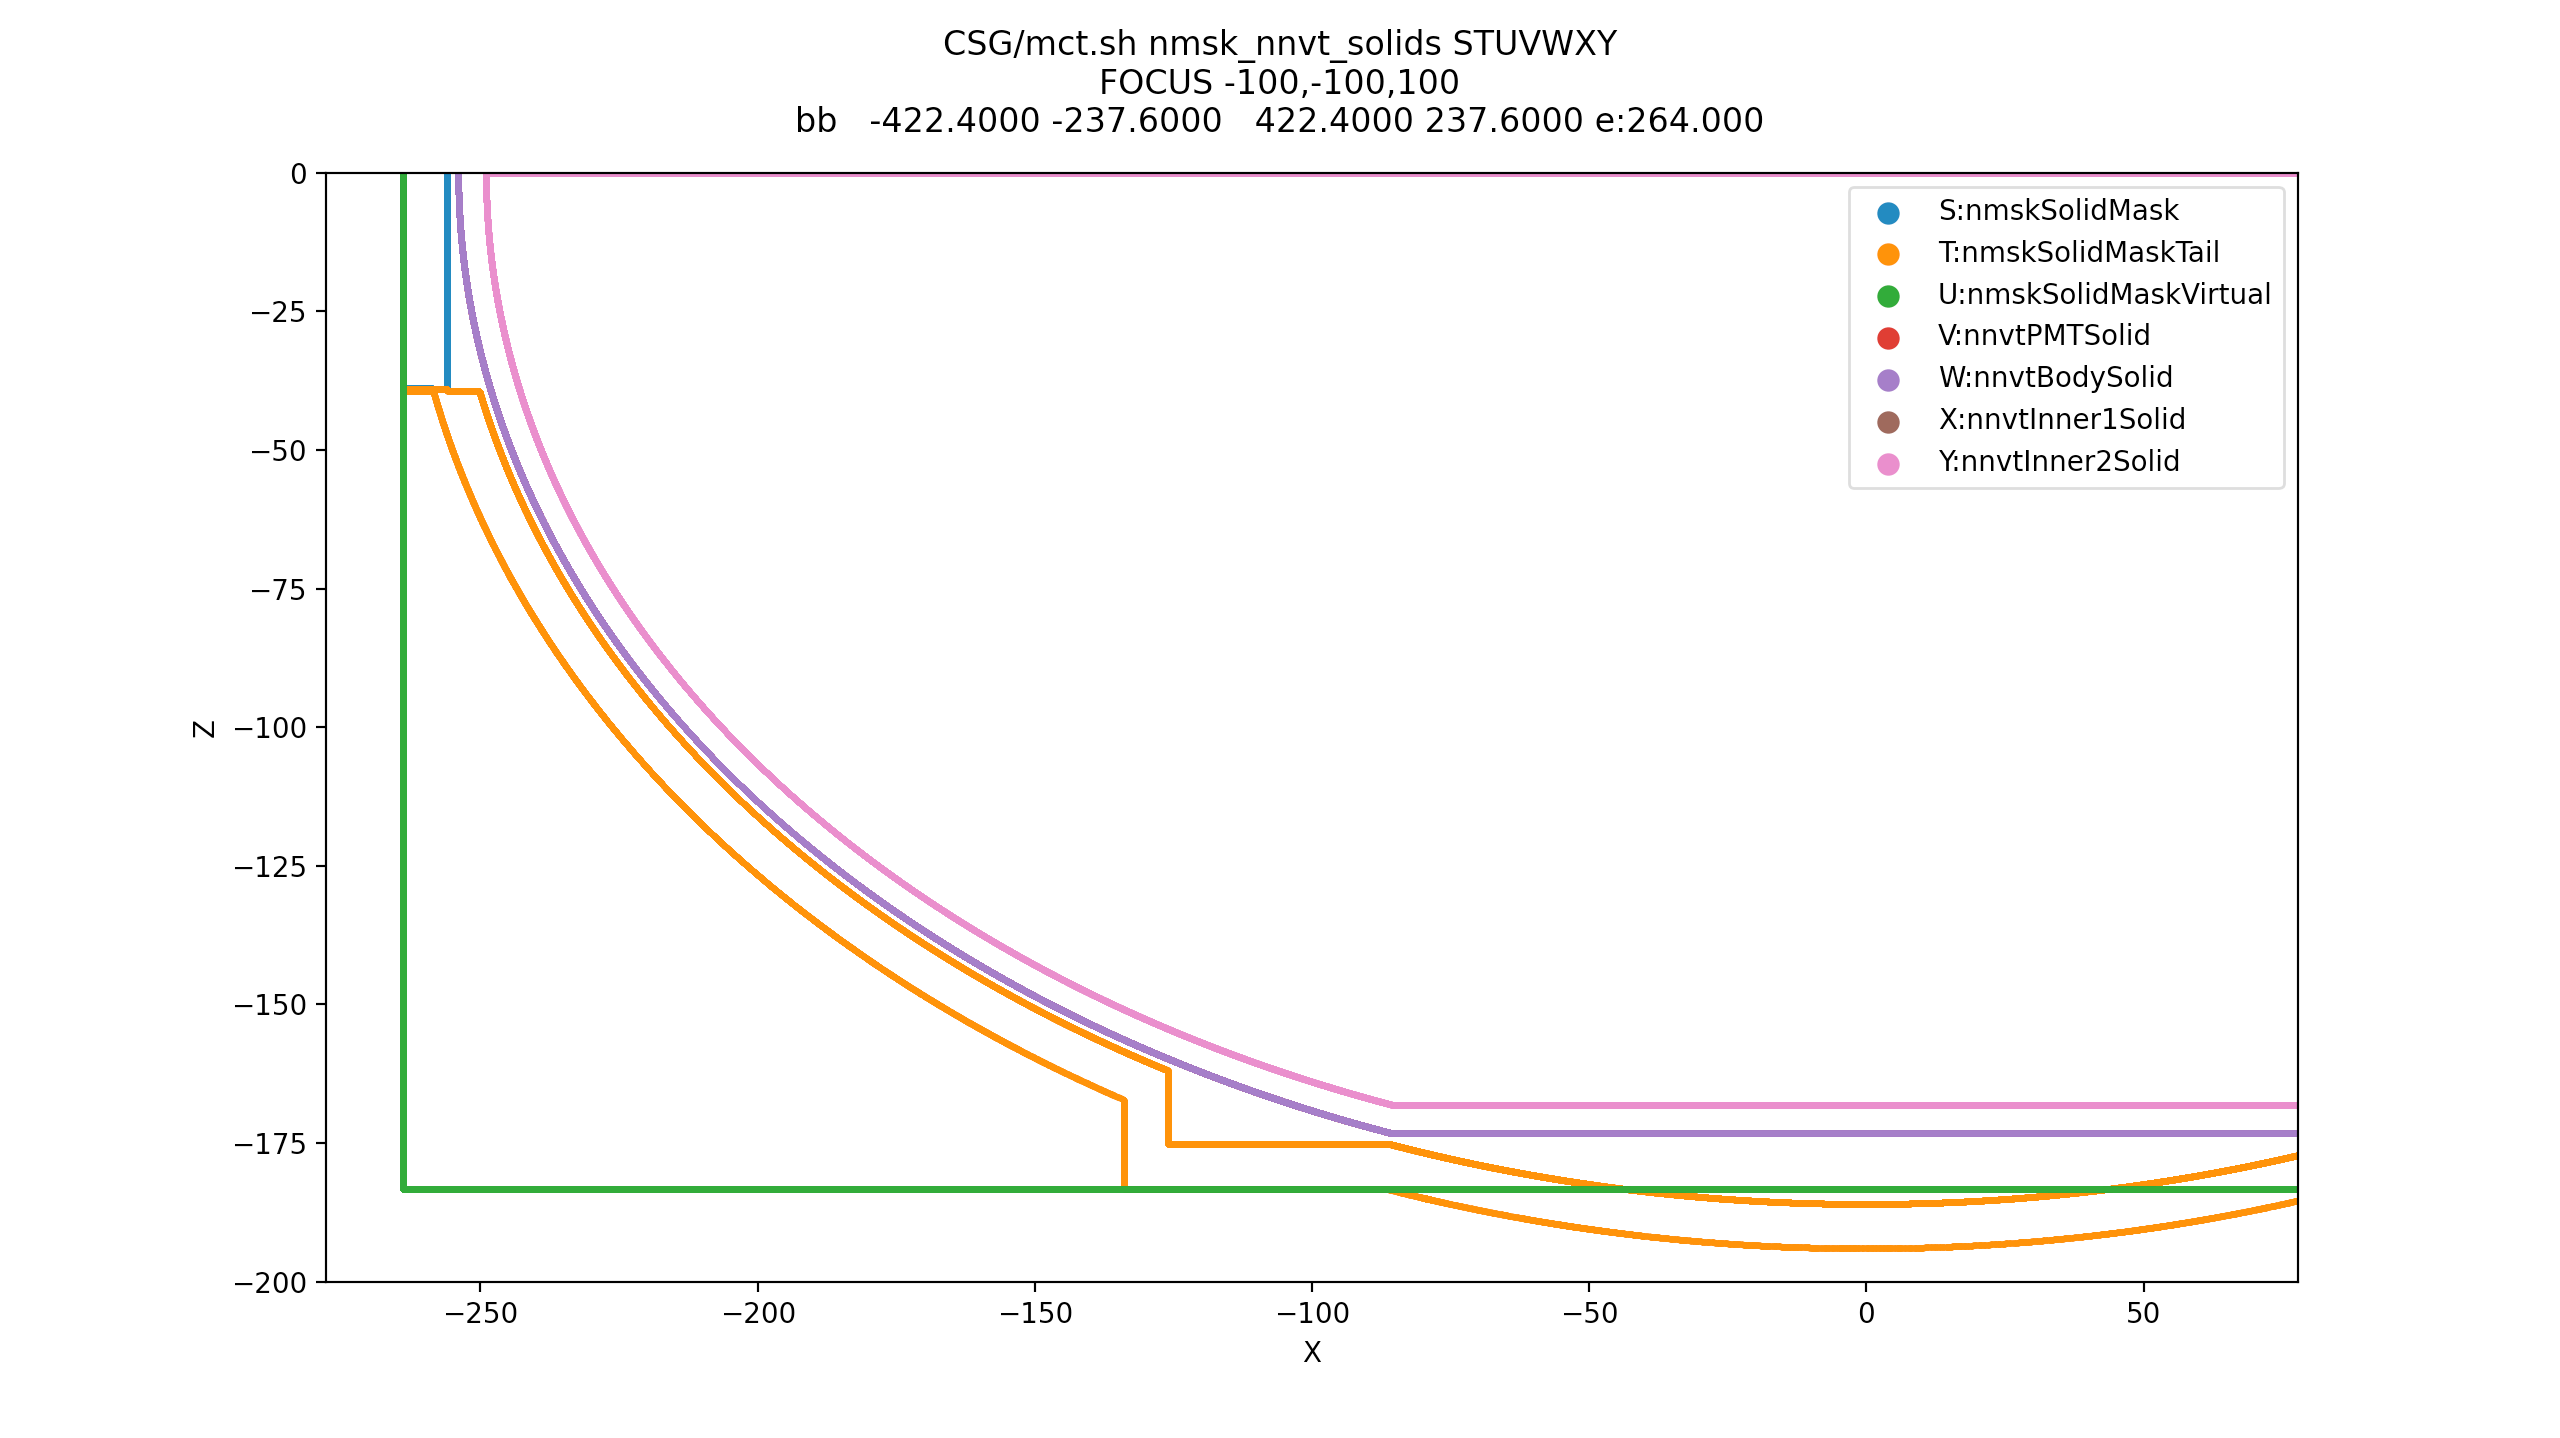 CSG/mct.sh nmsk_nnvt_solids STUVWXY
FOCUS -100,-100,100
bb -422.4000 -237.6000 422.4000 237.6000 e:264.000
S:nmskSolidMask
T:nmskSolidMaskTail
U:nmskSolidMaskVirtual
V:nnvtPMTSolid
W:nnvtBodySolid
X:nnvtInner1Solid
Y:nnvtInner2Solid
0
−25
−50
−75
−100
−125
−150
−175
−200
Z
−250
−200
−150
−100
−50
0
50
X